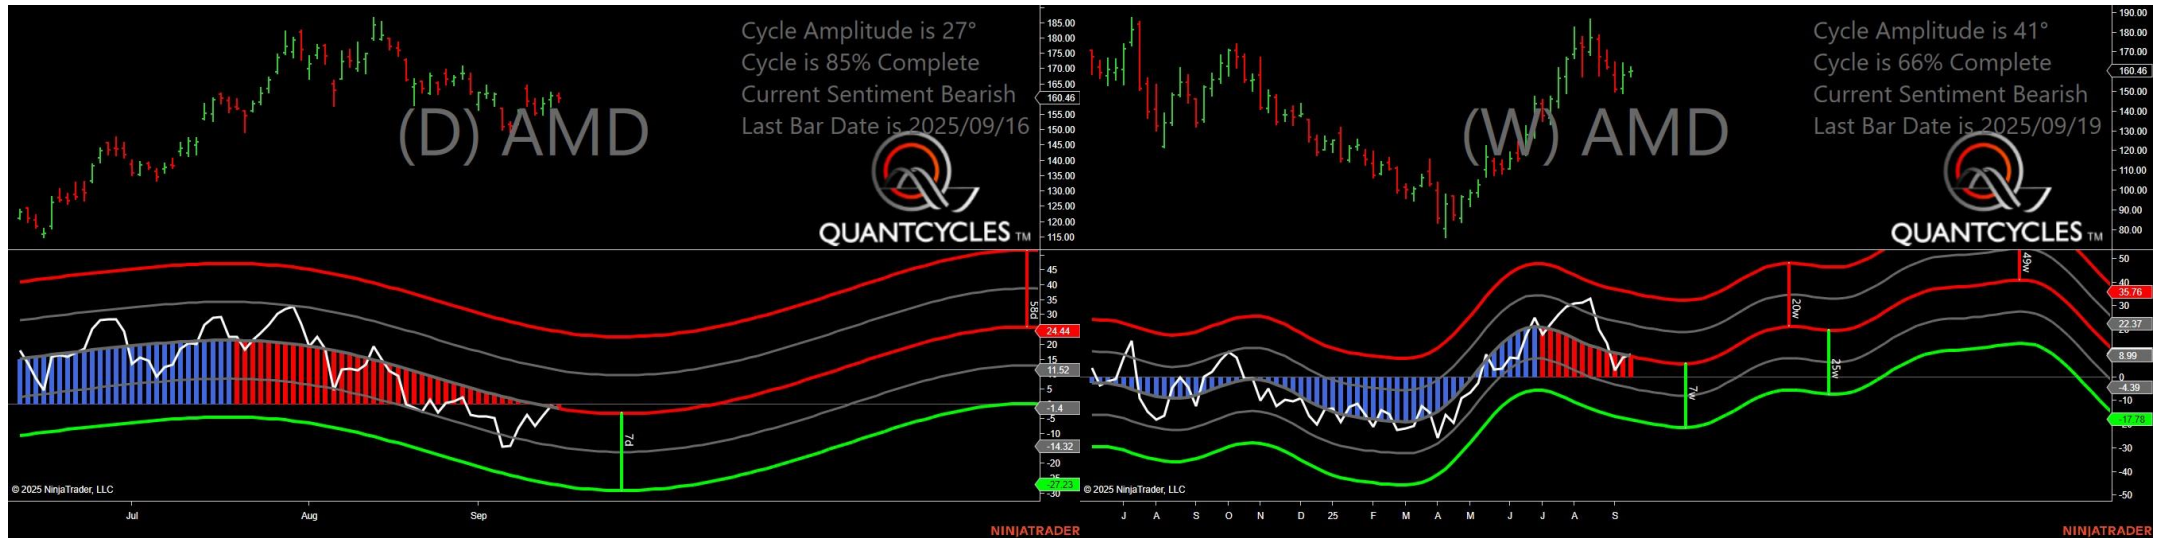 Cycle Amplitude is 27°
Cycle is 85% Complete
Current Sentiment Bearish
Last Bar Date is 2025/09/16
(D) AMD
QUANTCYCLES TM
185.00
180.00
175.00
170.00
165.00
160.46
155.00
150.00
145.00
140.00
135.00
130.00
125.00
120.00
115.00
45
40
35
30
24.44
20
15
11.52
5
-1.4
-5
-10
-14.32
-20
-27.23
-30
58d
7d
© 2025 NinjaTrader, LLC
Jul
Aug
Sep
NINJATRADER
Cycle Amplitude is 41°
Cycle is 66% Complete
Current Sentiment Bearish
Last Bar Date is 2025/09/19
(W) AMD
QUANTCYCLES TM
190.00
180.00
170.00
160.46
150.00
140.00
130.00
120.00
110.00
100.00
90.00
80.00
50
40
35.76
30
22.37
8.99
0
-4.39
-10
-17.78
-30
-40
-50
20w
49w
7w
25w
© 2025 NinjaTrader, LLC
J A S O N D 25 F M A M J J A S
NINJATRADER